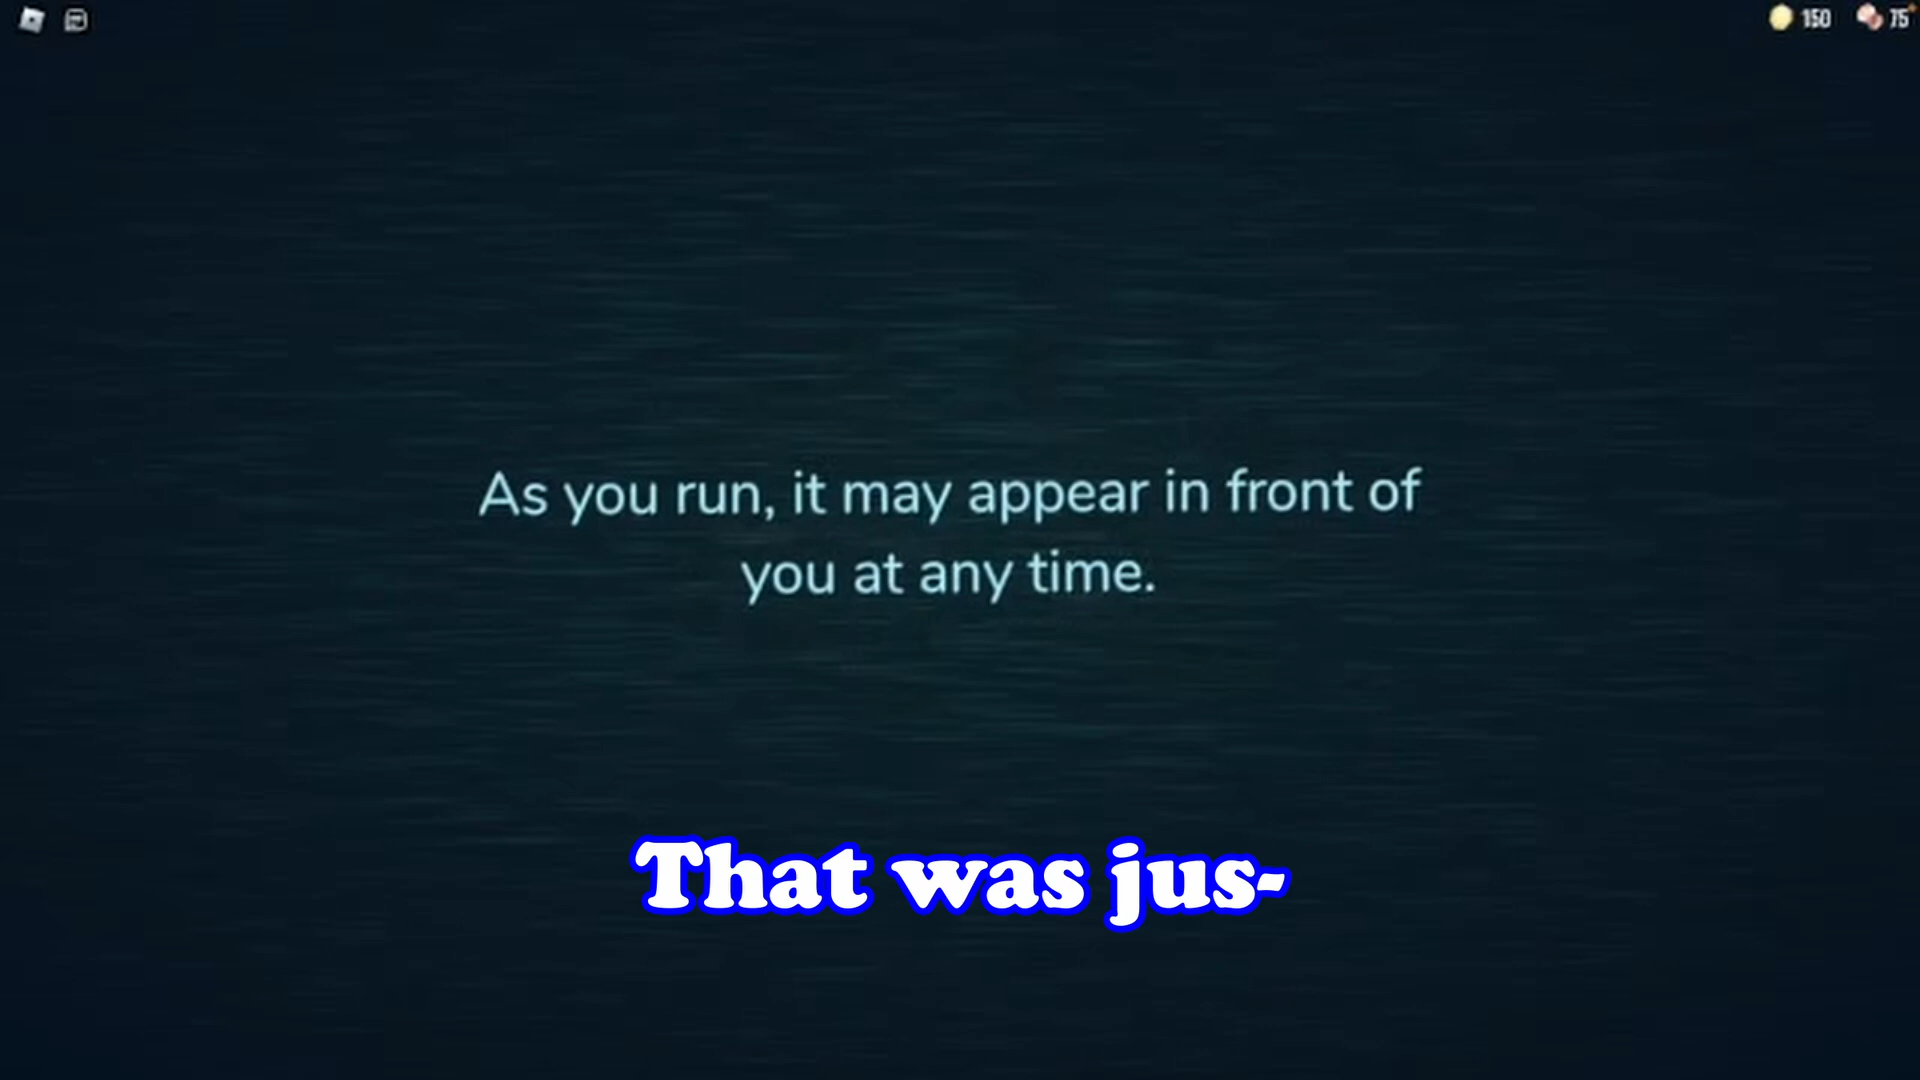 150 75
As you run, it may appear in front of
you at any time.
That was jus-